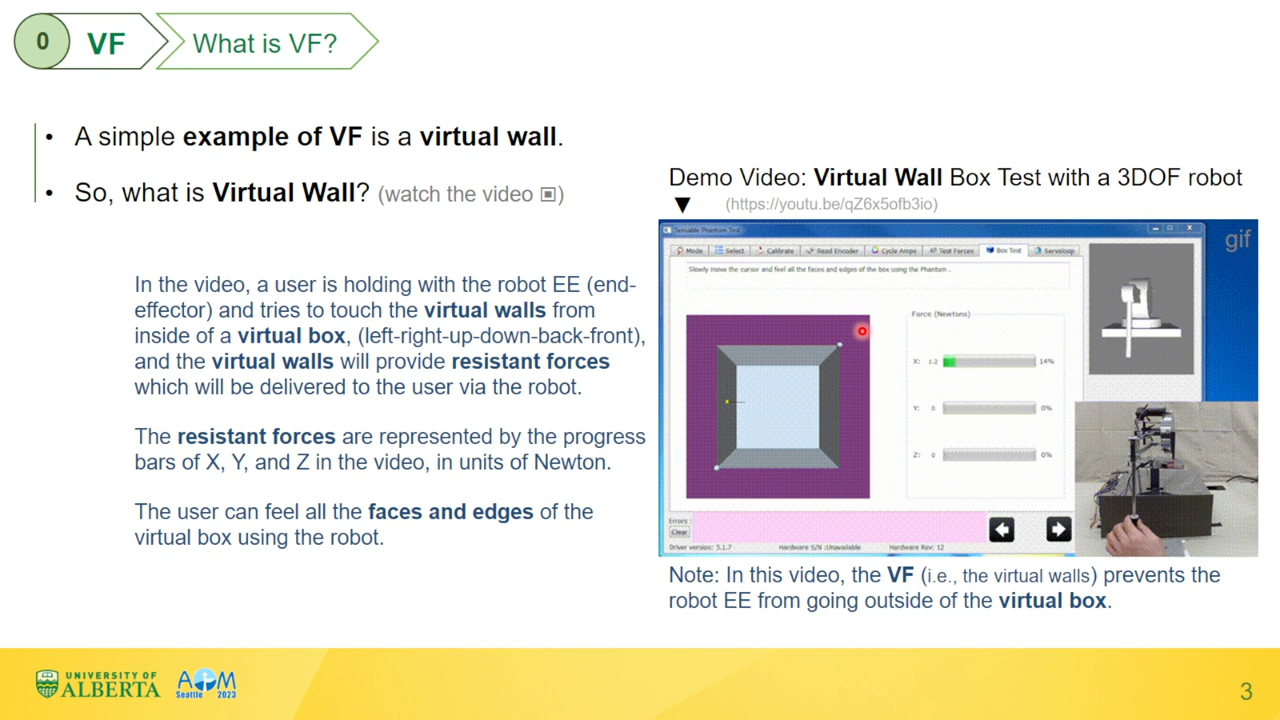 0 VF What is VF?
• A simple example of VF is a virtual wall.
• So, what is Virtual Wall? (watch the video ▣)
In the video, a user is holding with the robot EE (end-
effector) and tries to touch the virtual walls from
inside of a virtual box, (left-right-up-down-back-front),
and the virtual walls will provide resistant forces
which will be delivered to the user via the robot.
The resistant forces are represented by the progress
bars of X, Y, and Z in the video, in units of Newton.
The user can feel all the faces and edges of the
virtual box using the robot.
Demo Video: Virtual Wall Box Test with a 3DOF robot
▼ (https://youtu.be/qZ6x5ofb3io)
Sensable Phantom Test
gif
Mode Select Calibrate Read Encoder Cycle Amps Test Forces Box Test Servoloop
Slowly move the cursor and feel all the faces and edges of the box using the Phantom .
Force (Newtons)
X: 1.2 14%
Y: 0 0%
Z: 0 0%
Errors :
Clear
Driver version: 5.1.7 Hardware S/N :Unavailable Hardware Rev: 12
Note: In this video, the VF (i.e., the virtual walls) prevents the
robot EE from going outside of the virtual box.
UNIVERSITY OF
ALBERTA
AIM
Seattle 2023
3